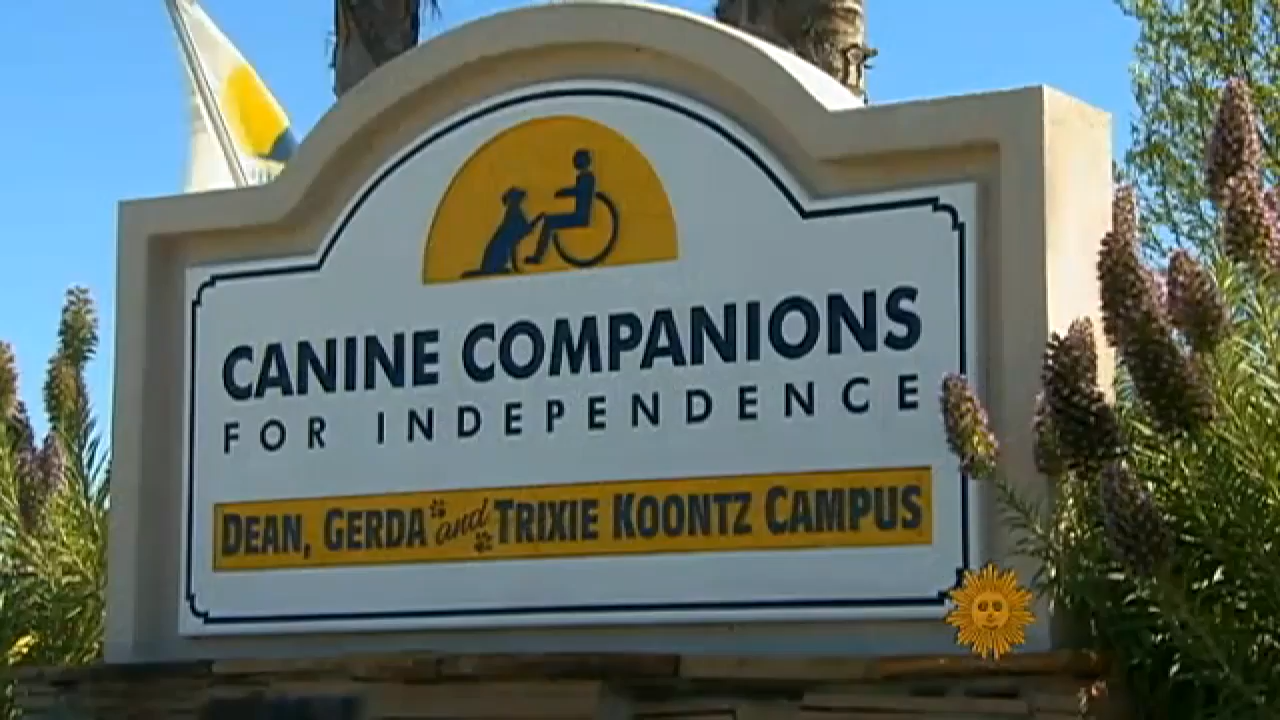 CANINE COMPANIONS
FOR INDEPENDENCE
DEAN, GERDA and TRIXIE KOONTZ CAMPUS